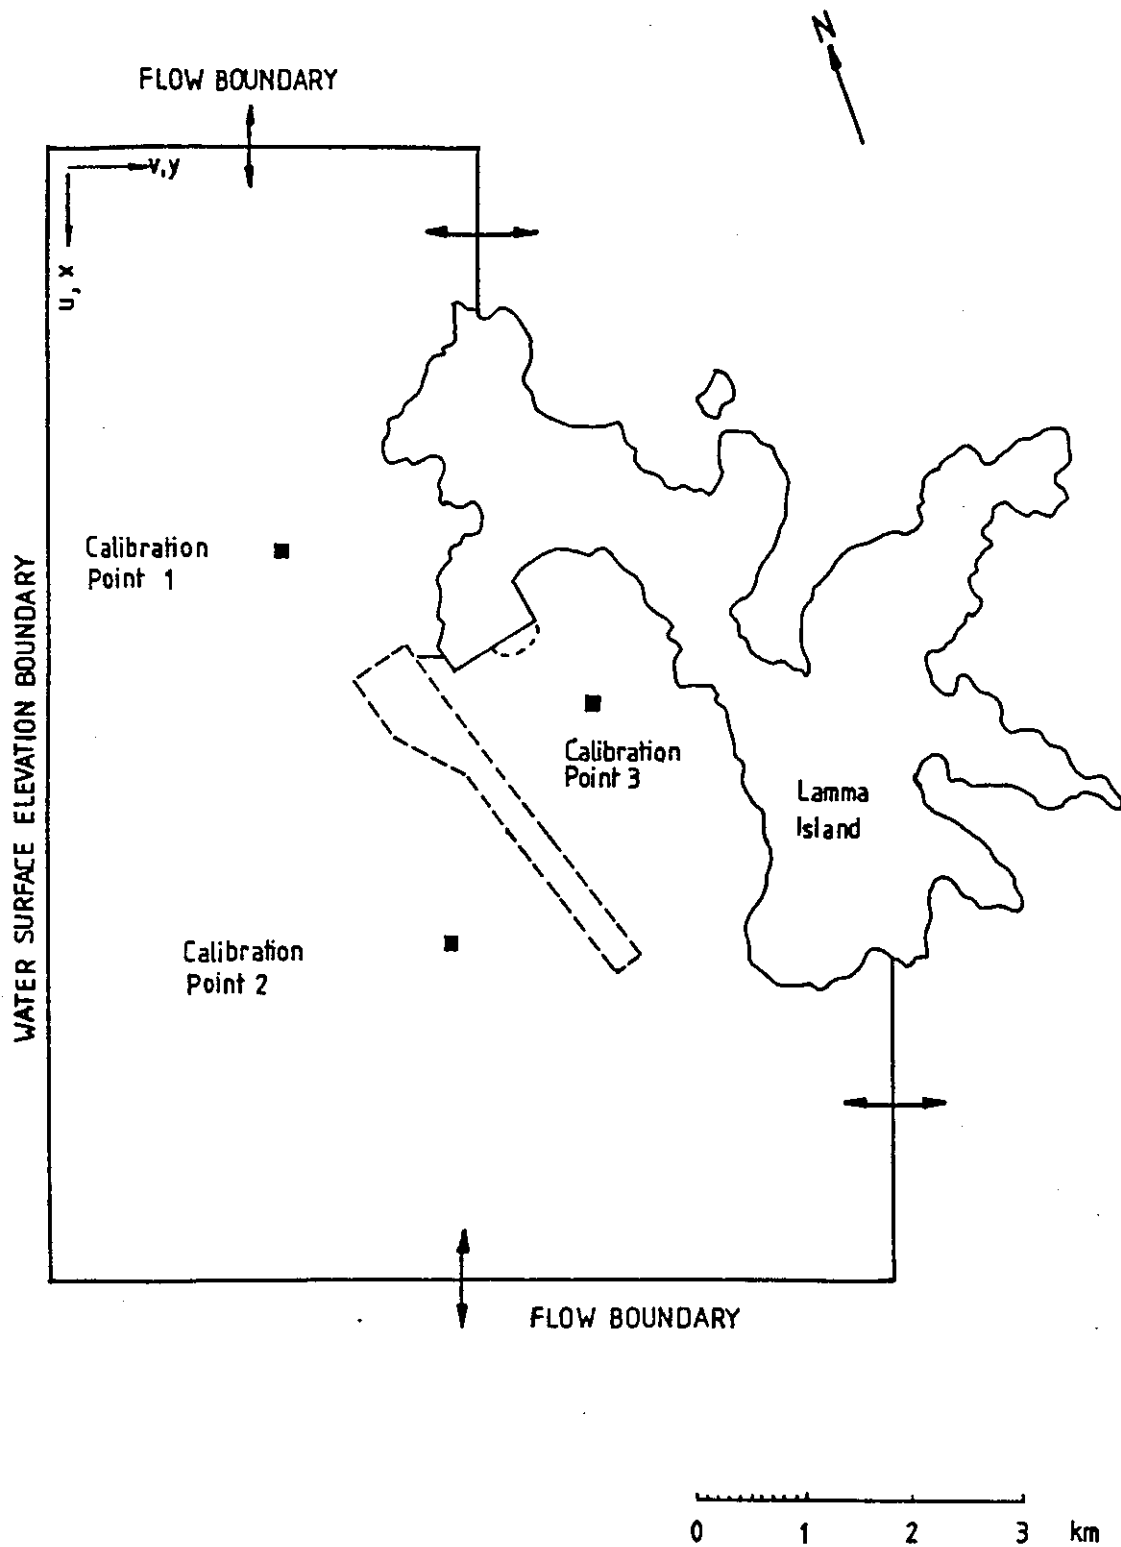 N
FLOW BOUNDARY
v,y
u, x
WATER SURFACE ELEVATION BOUNDARY
Calibration
Point 1
Calibration
Point 3
Lamma
Island
Calibration
Point 2
FLOW BOUNDARY
0 1 2 3 km